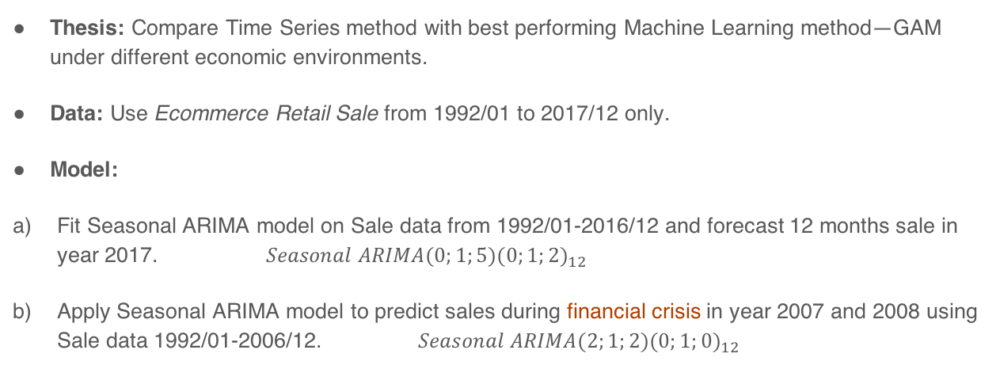 ● Thesis: Compare Time Series method with best performing Machine Learning method—GAM
under different economic environments.
● Data: Use Ecommerce Retail Sale from 1992/01 to 2017/12 only.
● Model:
a) Fit Seasonal ARIMA model on Sale data from 1992/01-2016/12 and forecast 12 months sale in
year 2017. Seasonal ARIMA(0; 1; 5)(0; 1; 2)₁₂
b) Apply Seasonal ARIMA model to predict sales during financial crisis in year 2007 and 2008 using
Sale data 1992/01-2006/12. Seasonal ARIMA(2; 1; 2)(0; 1; 0)₁₂